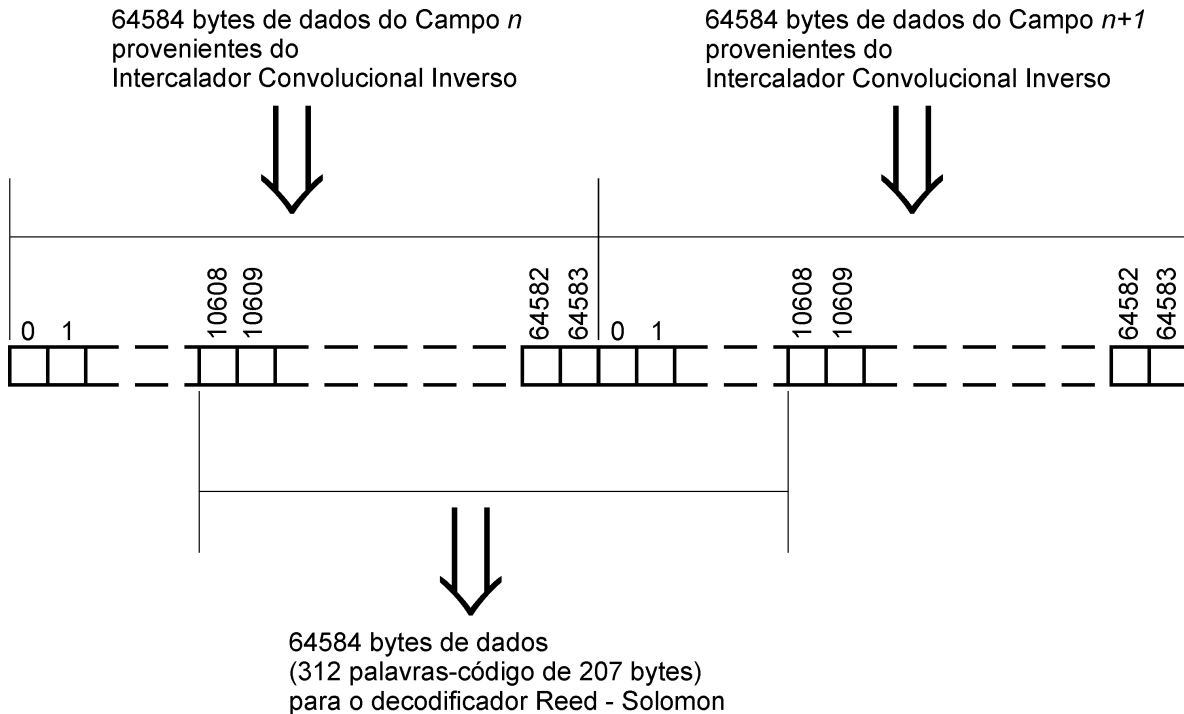 64584 bytes de dados do Campo n
provenientes do
Intercalador Convolucional Inverso
64584 bytes de dados do Campo n+1
provenientes do
Intercalador Convolucional Inverso
0 1 10608 10609 64582 64583 0 1 10608 10609 64582 64583
64584 bytes de dados
(312 palavras-código de 207 bytes)
para o decodificador Reed - Solomon